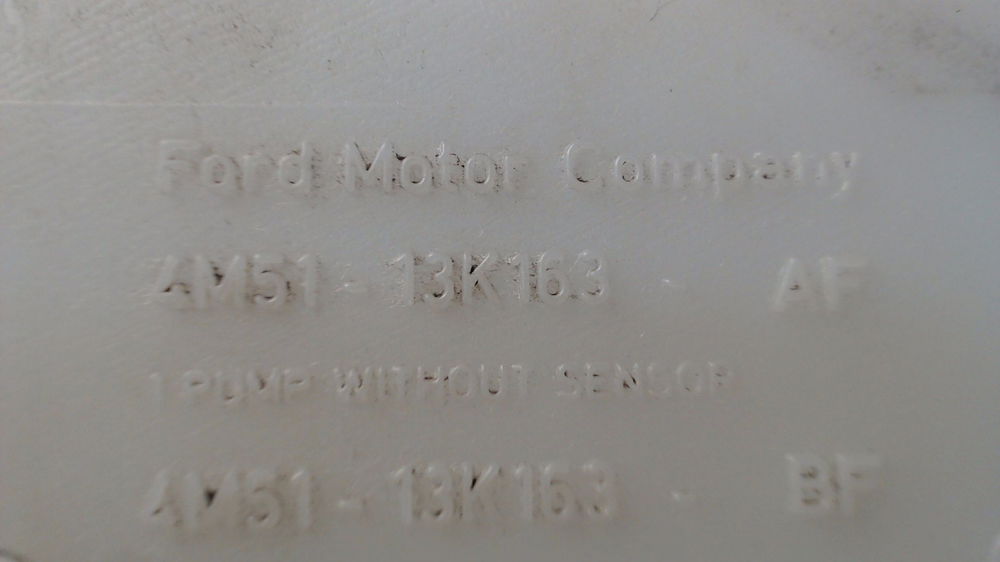 Ford Motor Company
4M51 - 13K163 - AF
1 PUMP WITHOUT SENSOR
4M51 - 13K163 - BF